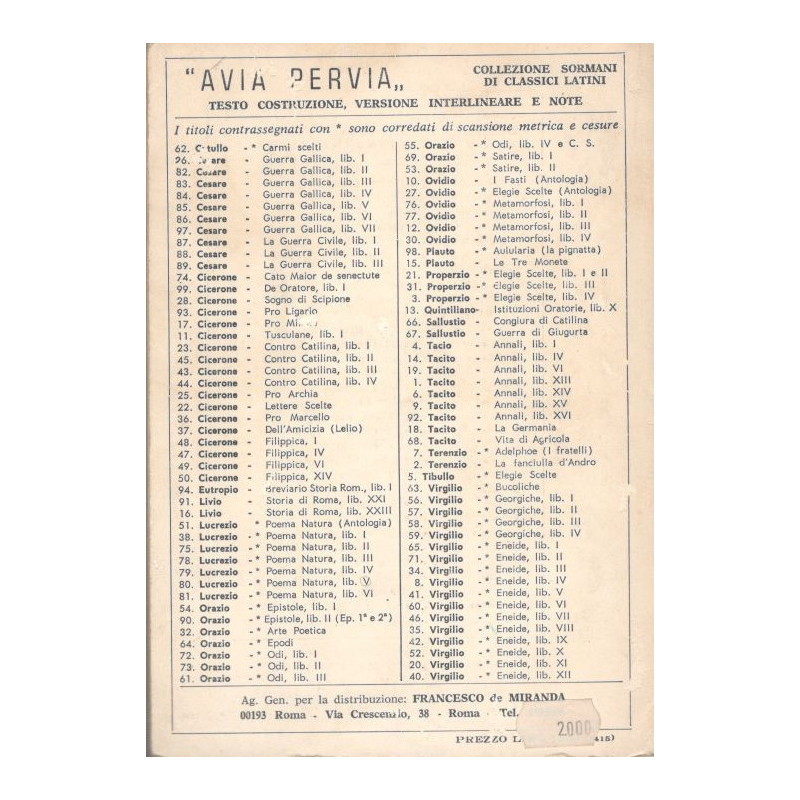 "AVIA PERVIA„
COLLEZIONE SORMANI
DI CLASSICI LATINI
TESTO COSTRUZIONE, VERSIONE INTERLINEARE E NOTE
I titoli contrassegnati con * sono corredati di scansione metrica e cesure
62. C tullo - * Carmi scelti
26. are - Guerra Gallica, lib. I
82. Cesare - Guerra Gallica, lib. II
83. Cesare - Guerra Gallica, lib. III
84. Cesare - Guerra Gallica, lib. IV
85. Cesare - Guerra Gallica, lib. V
86. Cesare - Guerra Gallica, lib. VI
97. Cesare - Guerra Gallica, lib. VII
87. Cesare - La Guerra Civile, lib. I
88. Cesare - La Guerra Civile, lib. II
89. Cesare - La Guerra Civile, lib. III
74. Cicerone - Cato Maior de senectute
99. Cicerone - De Oratore, lib. I
28. Cicerone - Sogno di Scipione
93. Cicerone - Pro Ligario
17. Cicerone - Pro
11. Cicerone - Tusculane, lib. I
23. Cicerone - Contro Catilina, lib. I
45. Cicerone - Contro Catilina, lib. II
43. Cicerone - Contro Catilina, lib. III
44. Cicerone - Contro Catilina, lib. IV
25. Cicerone - Pro Archia
22. Cicerone - Lettere Scelte
36. Cicerone - Pro Marcello
37. Cicerone - Dell'Amicizia (Lelio)
48. Cicerone - Filippica, I
47. Cicerone - Filippica, IV
49. Cicerone - Filippica, VI
50. Cicerone - Filippica, XIV
94. Eutropio - Breviario Storia Rom., lib. I
91. Livio - Storia di Roma, lib. XXI
16. Livio - Storia di Roma, lib. XXIII
51. Lucrezio * Poema Natura (Antologia)
38. Lucrezio - * Poema Natura, lib. I
75. Lucrezio - * Poema Natura, lib. II
78. Lucrezio - * Poema Natura, lib. III
79. Lucrezio - * Poema Natura, lib. IV
80. Lucrezio - * Poema Natura, lib. V
81. Lucrezio - * Poema Natura, lib. VI
54. Orazio - * Epistole, lib. I
90. Orazio - * Epistole, lib. II (Ep. 1ª e 2ª)
32. Orazio - * Arte Poetica
64. Orazio - * Epodi
72. Orazio - * Odi, lib. I
73. Orazio - * Odi, lib. II
61. Orazio - * Odi, lib. III
55. Orazio - * Odi, lib. IV e C. S.
69. Orazio - * Satire, lib. I
53. Orazio - * Satire, lib. II
10. Ovidio - I Fasti (Antologia)
27. Ovidio - * Elegie Scelte (Antologia)
76. Ovidio - * Metamorfosi, lib. I
77. Ovidio - * Metamorfosi, lib. II
12. Ovidio - * Metamorfosi, lib. III
30. Ovidio - * Metamorfosi, lib. IV
98. Plauto - * Aulularia (la pignatta)
15. Plauto - Le Tre Monete
21. Properzio - * Elegie Scelte, lib. I e II
31. Properzio - * Elegie Scelte, lib. III
3. Properzio - * Elegie Scelte, lib. IV
13. Quintiliano - Istituzioni Oratorie, lib. X
66. Sallustio - Congiura di Catilina
67. Sallustio - Guerra di Giugurta
4. Tacio - Annali, lib. I
14. Tacito - Annali, lib. IV
19. Tacito - Annali, lib. VI
1. Tacito - Annali, lib. XIII
6. Tacito - Annali, lib. XIV
9. Tacito - Annali, lib. XV
92. Tacito - Annali, lib. XVI
18. Tacito - La Germania
68. Tacito - Vita di Agricola
7. Terenzio - * Adelphoe (I fratelli)
2. Terenzio - La fanciulla d'Andro
5. Tibullo - * Elegie Scelte
63. Virgilio - * Bucoliche
56. Virgilio - * Georgiche, lib. I
57. Virgilio - * Georgiche, lib. II
58. Virgilio - * Georgiche, lib. III
59. Virgilio - * Georgiche, lib. IV
65. Virgilio - * Eneide, lib. I
71. Virgilio - * Eneide, lib. II
34. Virgilio - * Eneide, lib. III
8. Virgilio - * Eneide, lib. IV
41. Virgilio - * Eneide, lib. V
60. Virgilio - * Eneide, lib. VI
46. Virgilio - * Eneide, lib. VII
35. Virgilio - * Eneide, lib. VIII
42. Virgilio - * Eneide, lib. IX
52. Virgilio - * Eneide, lib. X
20. Virgilio - * Eneide, lib. XI
40. Virgilio - * Eneide, lib. XII
Ag. Gen. per la distribuzione: FRANCESCO de MIRANDA
00193 Roma - Via Crescenzio, 38 - Roma - Tel.
2.000
PREZZO L. 415)